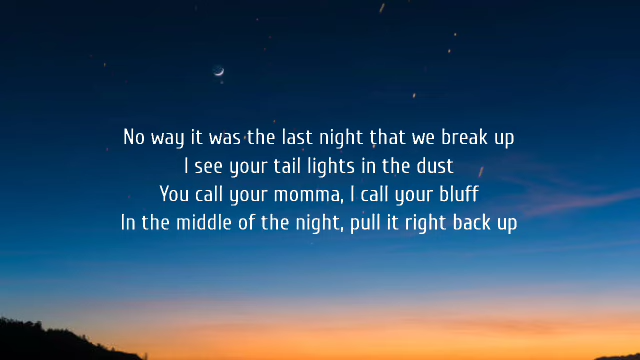 No way it was the last night that we break up
I see your tail lights in the dust
You call your momma, I call your bluff
In the middle of the night, pull it right back up